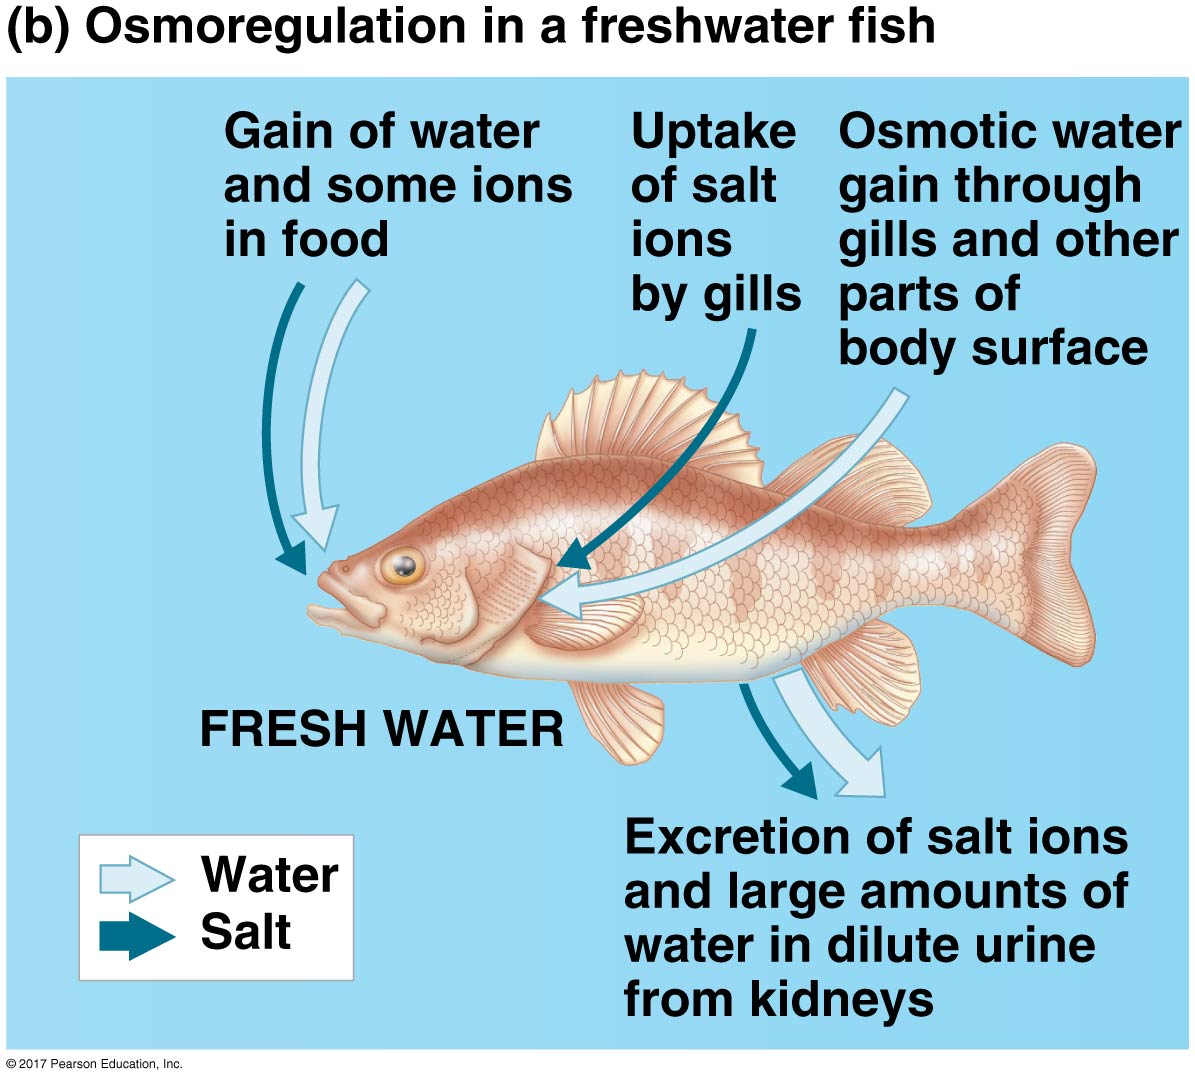 (b) Osmoregulation in a freshwater fish
Gain of water
and some ions
in food
Uptake
of salt
ions
by gills
Osmotic water
gain through
gills and other
parts of
body surface
FRESH WATER
Water
Salt
Excretion of salt ions
and large amounts of
water in dilute urine
from kidneys
© 2017 Pearson Education, Inc.